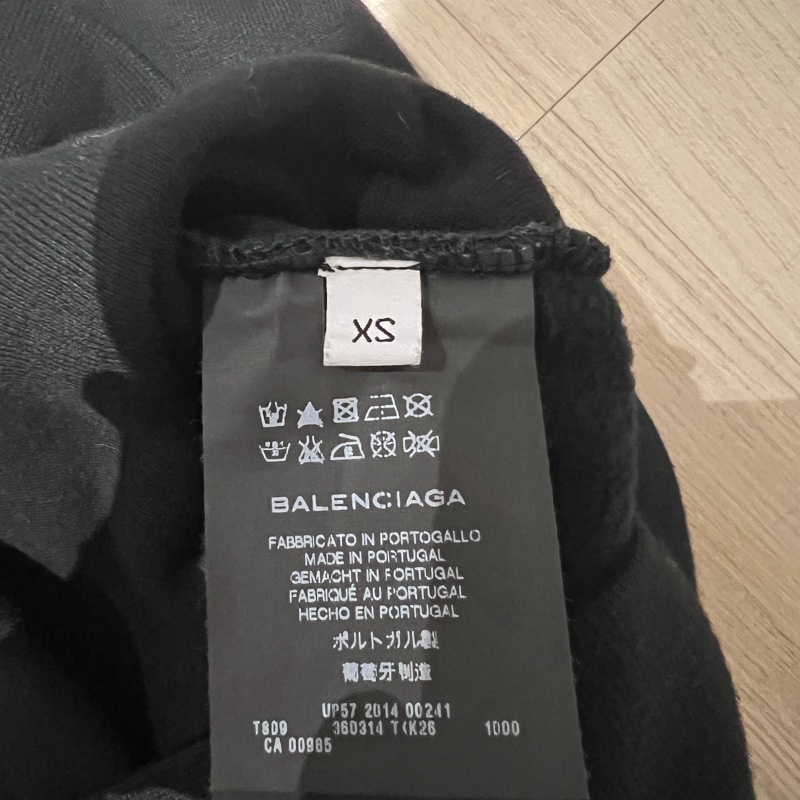 XS
BALENCIAGA
FABBRICATO IN PORTOGALLO
MADE IN PORTUGAL
GEMACHT IN PORTUGAL
FABRIQUÉ AU PORTUGAL
HECHO EN PORTUGAL
ポルトガル製
葡萄牙制造
UP57 2014 00241
T809 360314 1000
CA 00985